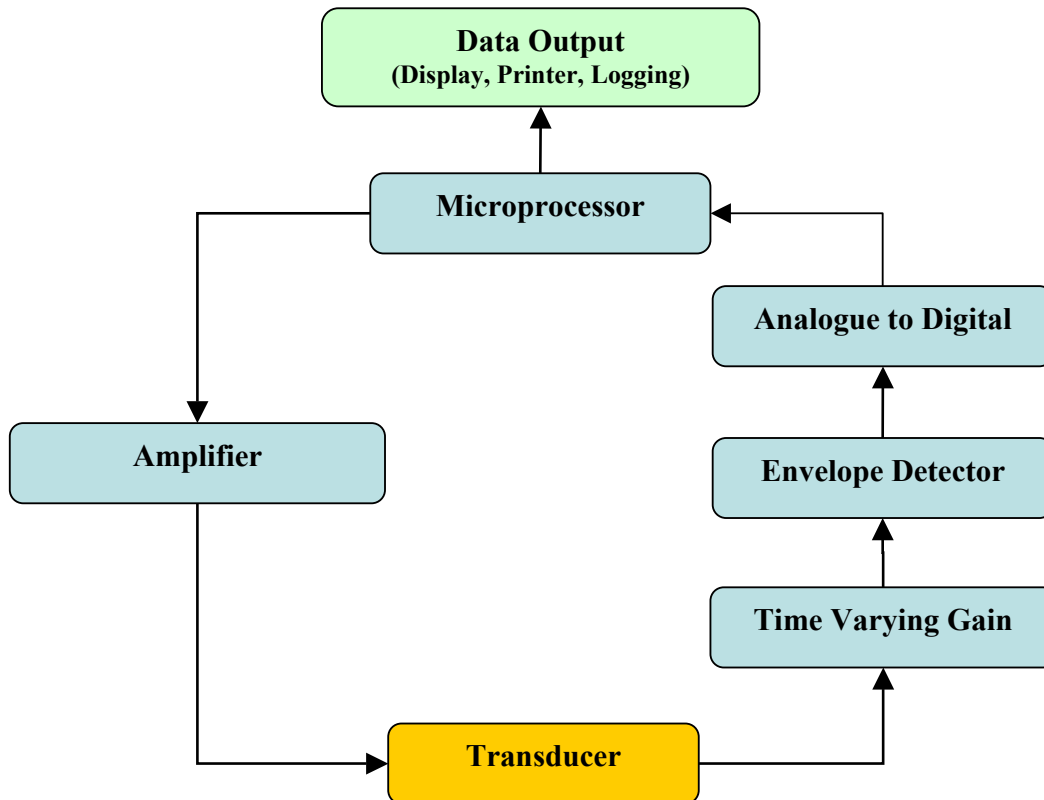 Data Output
(Display, Printer, Logging)
Microprocessor
Analogue to Digital
Amplifier
Envelope Detector
Time Varying Gain
Transducer